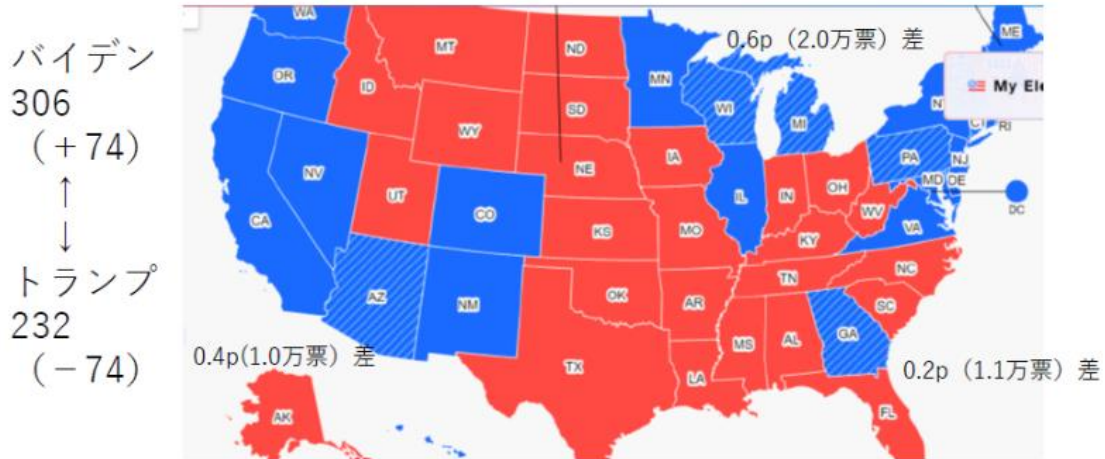 バイデン
306
（＋74）
↑
↓
トランプ
232
（－74）
0.6p（2.0万票）差
0.4p(1.0万票）差
0.2p（1.1万票）差
WA
MT
ND
MN
ME
OR
ID
SD
WI
MI
My Ele
WY
NY
CT
RI
IA
PA
NJ
NE
NV
UT
IL
IN
OH
MD
DE
DC
CA
CO
WV
VA
KS
MO
KY
NC
TN
AZ
NM
OK
AR
SC
MS
AL
GA
TX
LA
FL
AK